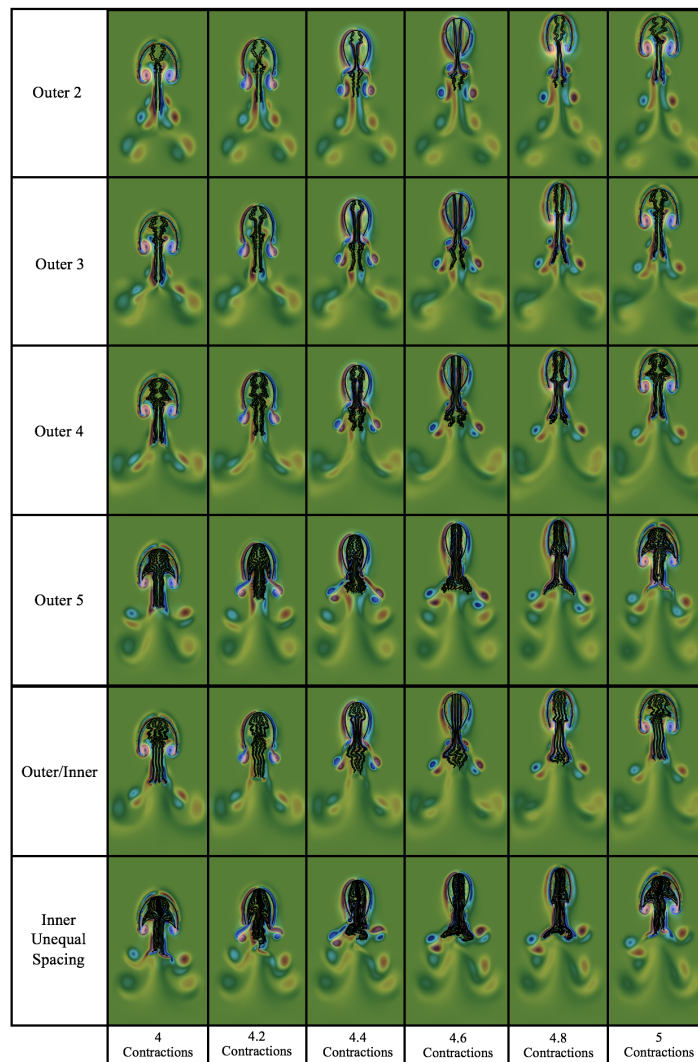 Outer 2
Outer 3
Outer 4
Outer 5
Outer/Inner
Inner
Unequal
Spacing
4
Contractions
4.2
Contractions
4.4
Contractions
4.6
Contractions
4.8
Contractions
5
Contractions